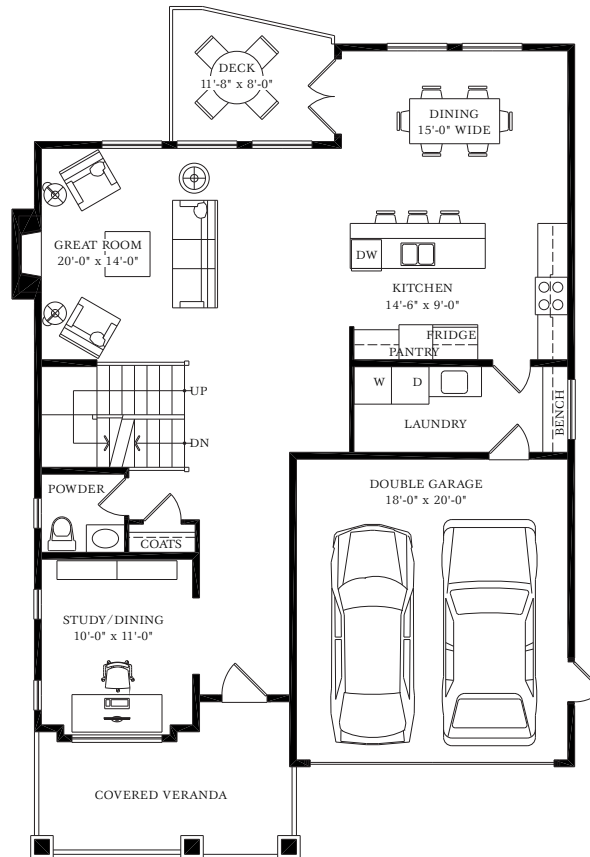 DECK
11'-8" x 8'-0"
DINING
15'-0" WIDE
GREAT ROOM
20'-0" x 14'-0"
DW
KITCHEN
14'-6" x 9'-0"
FRIDGE
PANTRY
UP
W D
LAUNDRY
BENCH
DN
POWDER
COATS
DOUBLE GARAGE
18'-0" x 20'-0"
STUDY/DINING
10'-0" x 11'-0"
COVERED VERANDA